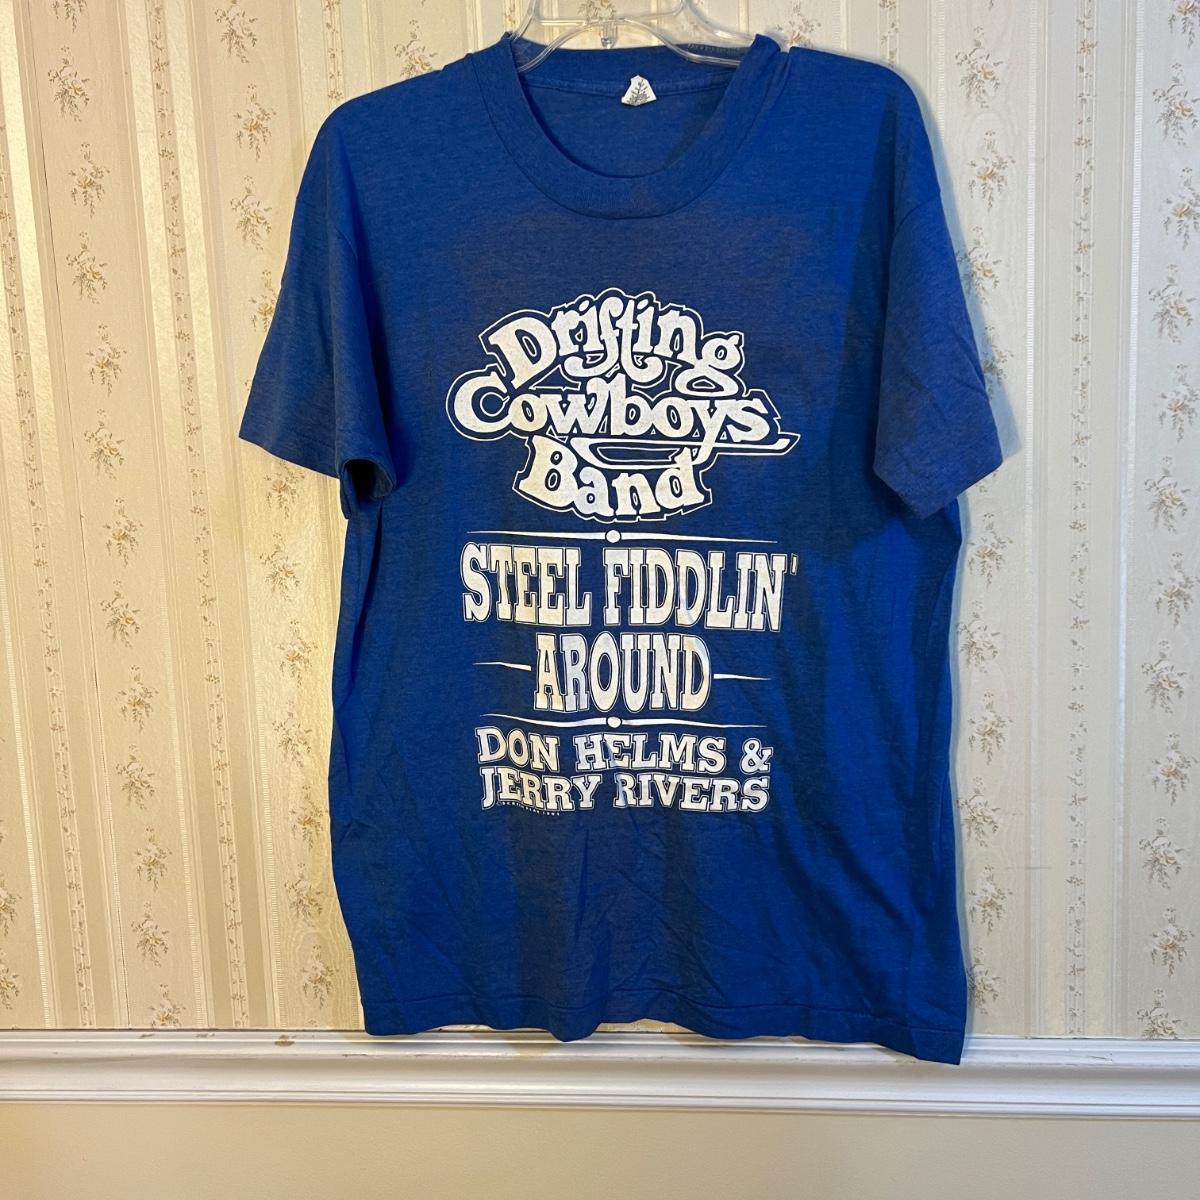 Drifting
Cowboys
Band
STEEL FIDDLIN'
AROUND
DON HELMS &
JERRY RIVERS